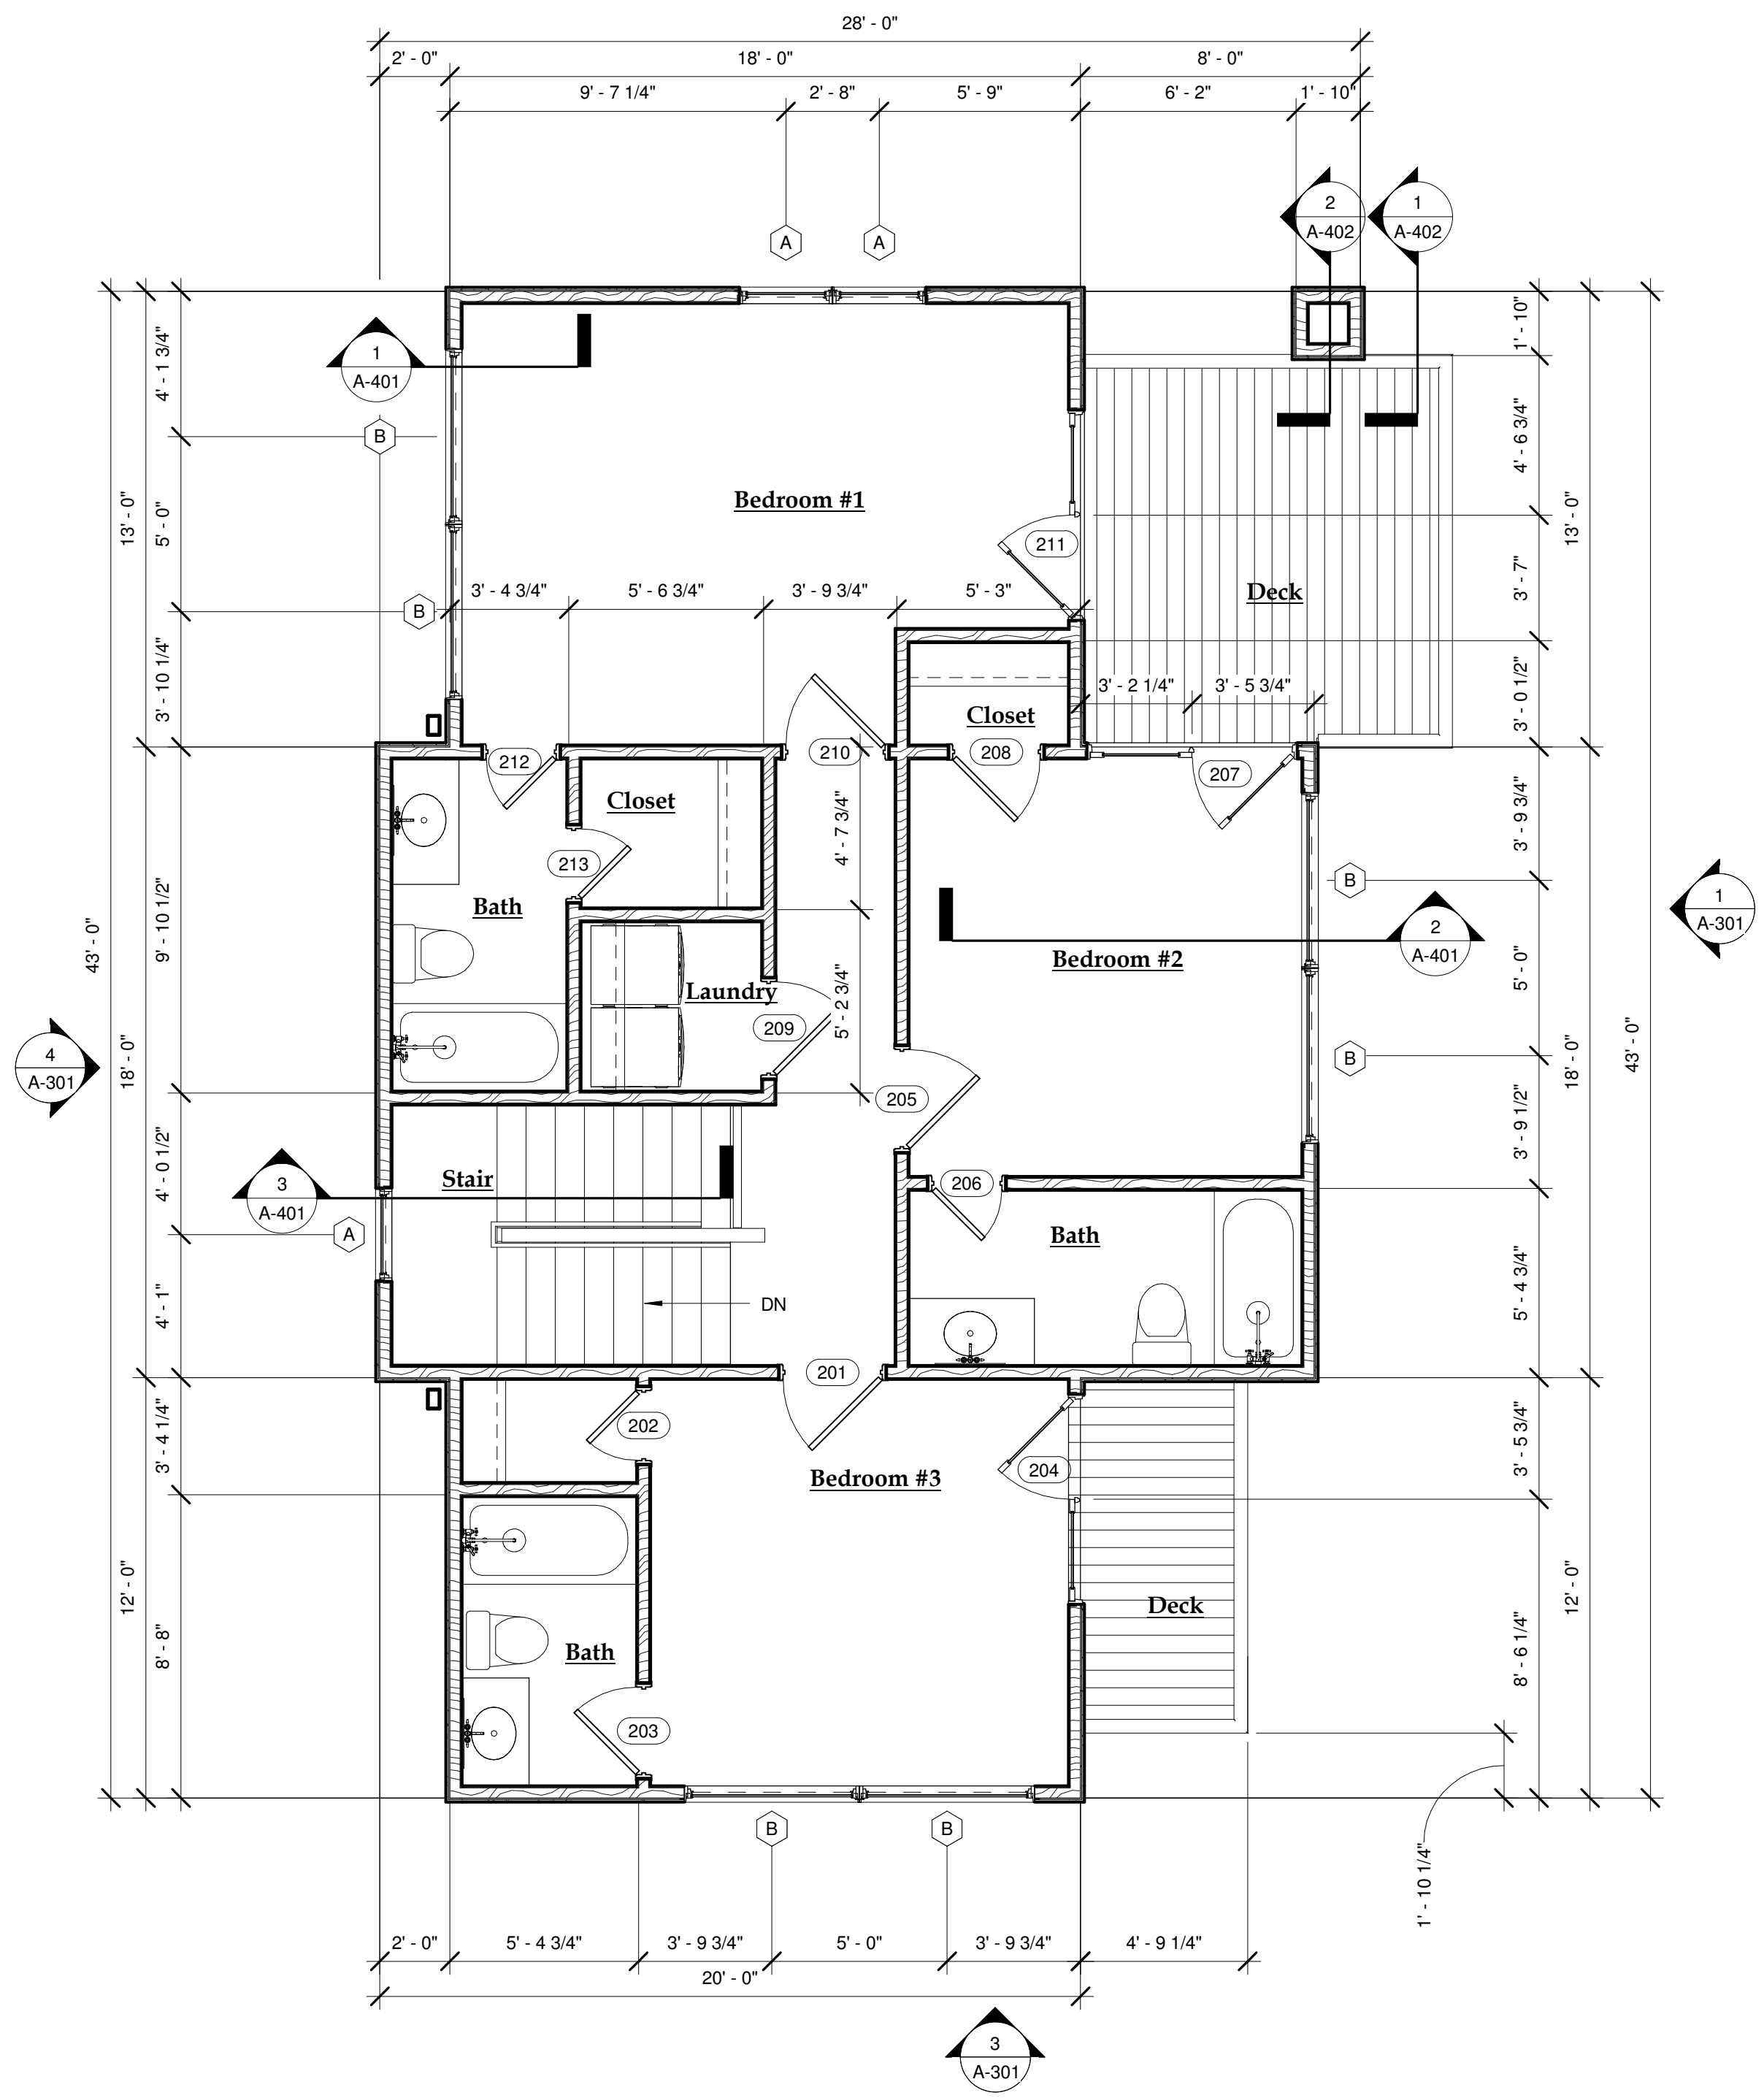 28' - 0"
2' - 0"
18' - 0"
8' - 0"
9' - 7 1/4"
2' - 8"
5' - 9"
6' - 2"
1' - 10"
2
A-402
1
A-402
A
A
1' - 10"
4' - 1 3/4"
1
A-401
B
4' - 6 3/4"
Bedroom #1
13' - 0"
5' - 0"
13' - 0"
211
Deck
3' - 7"
B
3' - 4 3/4"
5' - 6 3/4"
3' - 9 3/4"
5' - 3"
3' - 10 1/4"
3' - 2 1/4"
3' - 5 3/4"
3' - 0 1/2"
Closet
212
210
208
207
Closet
4' - 7 3/4"
3' - 9 3/4"
213
B
Bath
1
A-301
43' - 0"
9' - 10 1/2"
2
A-401
Bedroom #2
5' - 0"
Laundry
5' - 2 3/4"
209
4
A-301
18' - 0"
B
18' - 0"
43' - 0"
205
3' - 9 1/2"
4' - 0 1/2"
Stair
3
A-401
206
A
Bath
4' - 1"
DN
5' - 4 3/4"
201
202
3' - 4 1/4"
Bedroom #3
204
3' - 5 3/4"
12' - 0"
Deck
12' - 0"
8' - 8"
Bath
8' - 6 1/4"
203
B
B
1' - 10 1/4"
2' - 0"
5' - 4 3/4"
3' - 9 3/4"
5' - 0"
3' - 9 3/4"
4' - 9 1/4"
20' - 0"
3
A-301